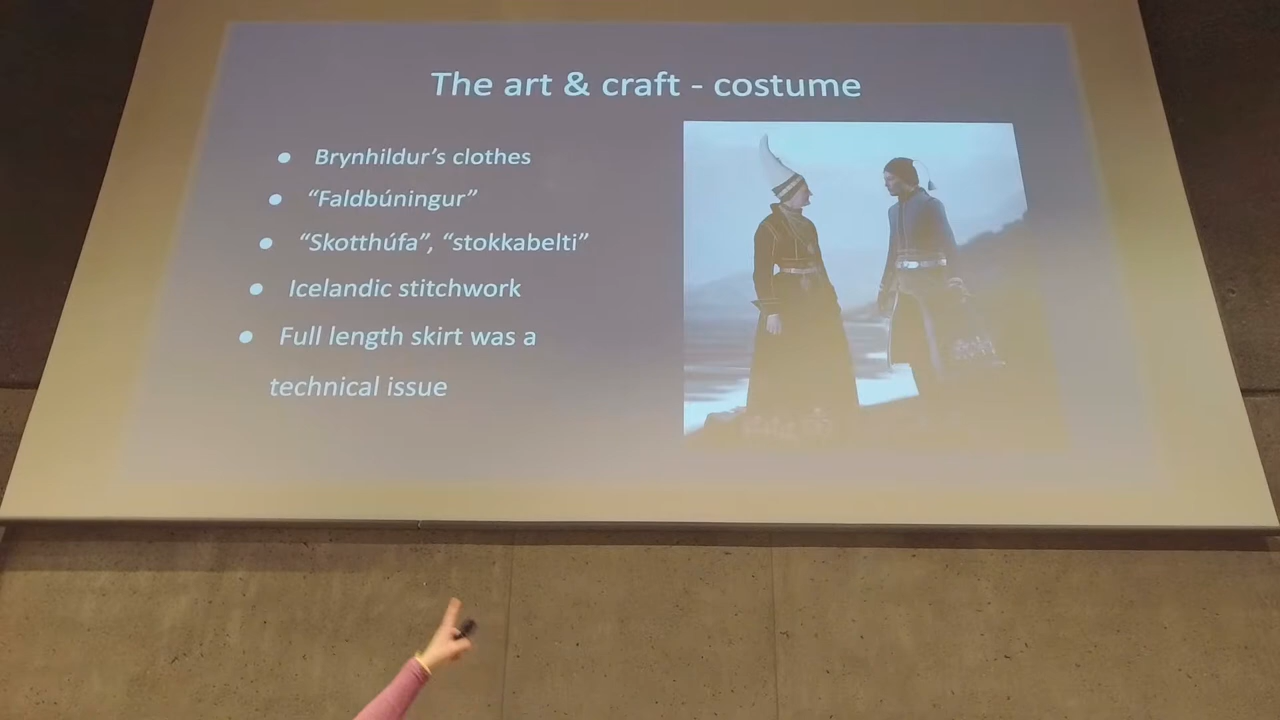 The art & craft - costume
• Brynhildur's clothes
• “Faldbúningur”
• “Skotthúfa”, “stokkabelti”
• Icelandic stitchwork
• Full length skirt was a
technical issue